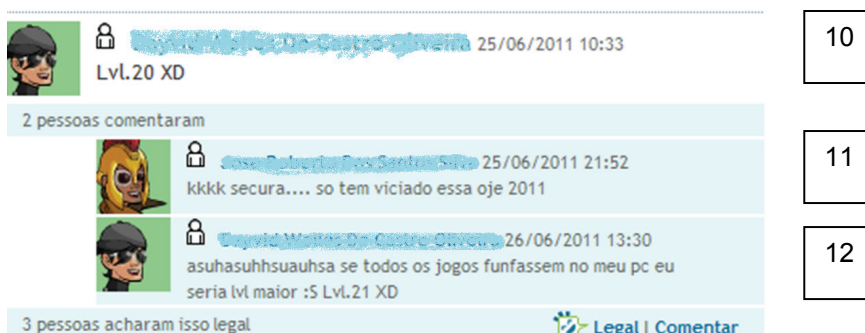 25/06/2011 10:33
10
Lvl.20 XD
2 pessoas comentaram
25/06/2011 21:52
11
kkkk secura.... so tem viciado essa oje 2011
26/06/2011 13:30
12
asuhasuhhsuauhsa se todos os jogos funfassem no meu pc eu
seria lvl maior :S Lvl.21 XD
3 pessoas acharam isso legal
Legal | Comentar